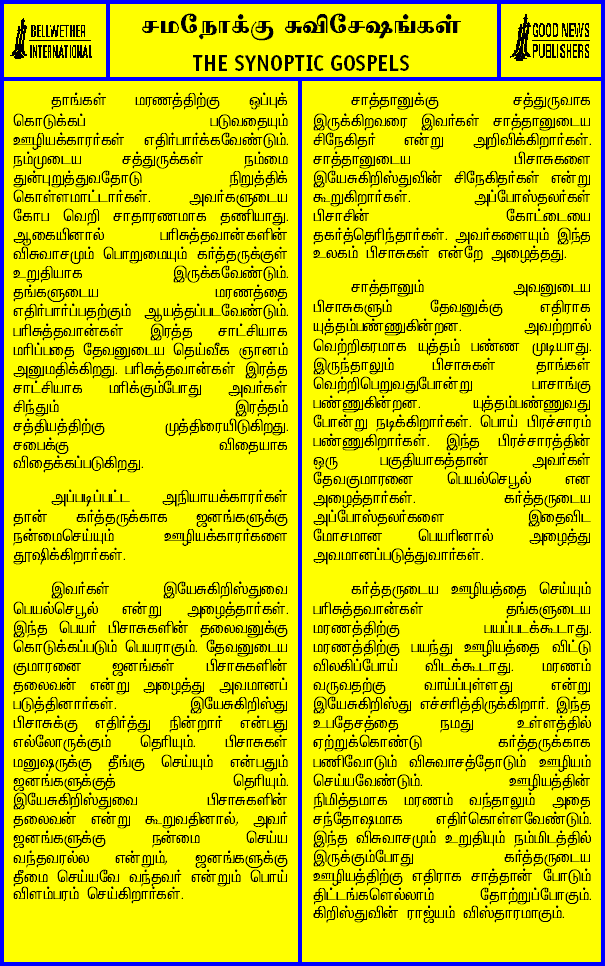 BELLWETHER
INTERNATIONAL
சமநோக்கு சுவிசேஷங்கள்
THE SYNOPTIC GOSPELS
GOOD NEWS
PUBLISHERS
தாங்கள் மரணத்திற்கு ஒப்புக்
கொடுக்கப் படுவதையும்
ஊழியக்காரர்கள் எதிர்பார்க்கவேண்டும்.
நம்முடைய சத்துருக்கள் நம்மை
துன்புறுத்துவதோடு நிறுத்திக்
கொள்ளமாட்டார்கள். அவர்களுடைய
கோப வெறி சாதாரணமாக தணியாது.
ஆகையினால் பரிசுத்தவான்களின்
விசுவாசமும் பொறுமையும் கர்த்தருக்குள்
உறுதியாக இருக்கவேண்டும்.
தங்களுடைய மரணத்தை
எதிர்பார்ப்பதற்கும் ஆயத்தப்படவேண்டும்.
பரிசுத்தவான்கள் இரத்த சாட்சியாக
மரிப்பதை தேவனுடைய தெய்வீக ஞானம்
அனுமதிக்கிறது. பரிசுத்தவான்கள் இரத்த
சாட்சியாக மரிக்கும்போது அவர்கள்
சிந்தும் இரத்தம்
சத்தியத்திற்கு முத்திரையிடுகிறது.
சபைக்கு விதையாக
விதைக்கப்படுகிறது.
அப்படிப்பட்ட அநியாயக்காரர்கள்
தான் கர்த்தருக்காக ஜனங்களுக்கு
நன்மைசெய்யும் ஊழியக்காரர்களை
தூஷிக்கிறார்கள்.
இவர்கள் இயேசுகிறிஸ்துவை
பெயல்செபூல் என்று அழைத்தார்கள்.
இந்த பெயர் பிசாசுகளின் தலைவனுக்கு
கொடுக்கப்படும் பெயராகும். தேவனுடைய
குமாரனை ஜனங்கள் பிசாசுகளின்
தலைவன் என்று அழைத்து அவமானப்
படுத்தினார்கள். இயேசுகிறிஸ்து
பிசாசுக்கு எதிர்த்து நின்றார் என்பது
எல்லோருக்கும் தெரியும். பிசாசுகள்
மனுஷருக்கு தீங்கு செய்யும் என்பதும்
ஜனங்களுக்குத் தெரியும்.
இயேசுகிறிஸ்துவை பிசாசுகளின்
தலைவன் என்று கூறுவதினால், அவர்
ஜனங்களுக்கு நன்மை செய்ய
வந்தவரல்ல என்றும், ஜனங்களுக்கு
தீமை செய்யவே வந்தவர் என்றும் பொய்
விளம்பரம் செய்கிறார்கள்.
சாத்தானுக்கு சத்துருவாக
இருக்கிறவரை இவர்கள் சாத்தானுடைய
சிநேகிதர் என்று அறிவிக்கிறார்கள்.
சாத்தானுடைய பிசாசுகளை
இயேசுகிறிஸ்துவின் சிநேகிதர்கள் என்று
கூறுகிறார்கள். அப்போஸ்தலர்கள்
பிசாசின் கோட்டையை
தகர்த்தெறிந்தார்கள். அவர்களையும் இந்த
உலகம் பிசாசுகள் என்றே அழைத்தது.
சாத்தானும் அவனுடைய
பிசாசுகளும் தேவனுக்கு எதிராக
யுத்தம்பண்ணுகின்றன. அவற்றால்
வெற்றிகரமாக யுத்தம் பண்ண முடியாது.
இருந்தாலும் பிசாசுகள் தாங்கள்
வெற்றிபெறுவதுபோன்று பாசாங்கு
பண்ணுகின்றன. யுத்தம்பண்ணுவது
போன்று நடிக்கிறார்கள். பொய் பிரச்சாரம்
பண்ணுகிறார்கள். இந்த பிரச்சாரத்தின்
ஒரு பகுதியாகத்தான் அவர்கள்
தேவகுமாரனை பெயல்செபூல் என
அழைத்தார்கள். கர்த்தருடைய
அப்போஸ்தலர்களை இதைவிட
மோசமான பெயரினால் அழைத்து
அவமானப்படுத்துவார்கள்.
கர்த்தருடைய ஊழியத்தை செய்யும்
பரிசுத்தவான்கள் தங்களுடைய
மரணத்திற்கு பயப்படக்கூடாது.
மரணத்திற்கு பயந்து ஊழியத்தை விட்டு
விலகிப்போய் விடக்கூடாது. மரணம்
வருவதற்கு வாய்ப்புள்ளது என்று
இயேசுகிறிஸ்து எச்சரித்திருக்கிறார். இந்த
உபதேசத்தை நமது உள்ளத்தில்
ஏற்றுக்கொண்டு கர்த்தருக்காக
பணிவோடும் விசுவாசத்தோடும் ஊழியம்
செய்யவேண்டும். ஊழியத்தின்
நிமித்தமாக மரணம் வந்தாலும் அதை
சந்தோஷமாக எதிர்கொள்ளவேண்டும்.
இந்த விசுவாசமும் உறுதியும் நம்மிடத்தில்
இருக்கும்போது கர்த்தருடைய
ஊழியத்திற்கு எதிராக சாத்தான் போடும்
திட்டங்களெல்லாம் தோற்றுப்போகும்.
கிறிஸ்துவின் ராஜ்யம் விஸ்தாரமாகும்.